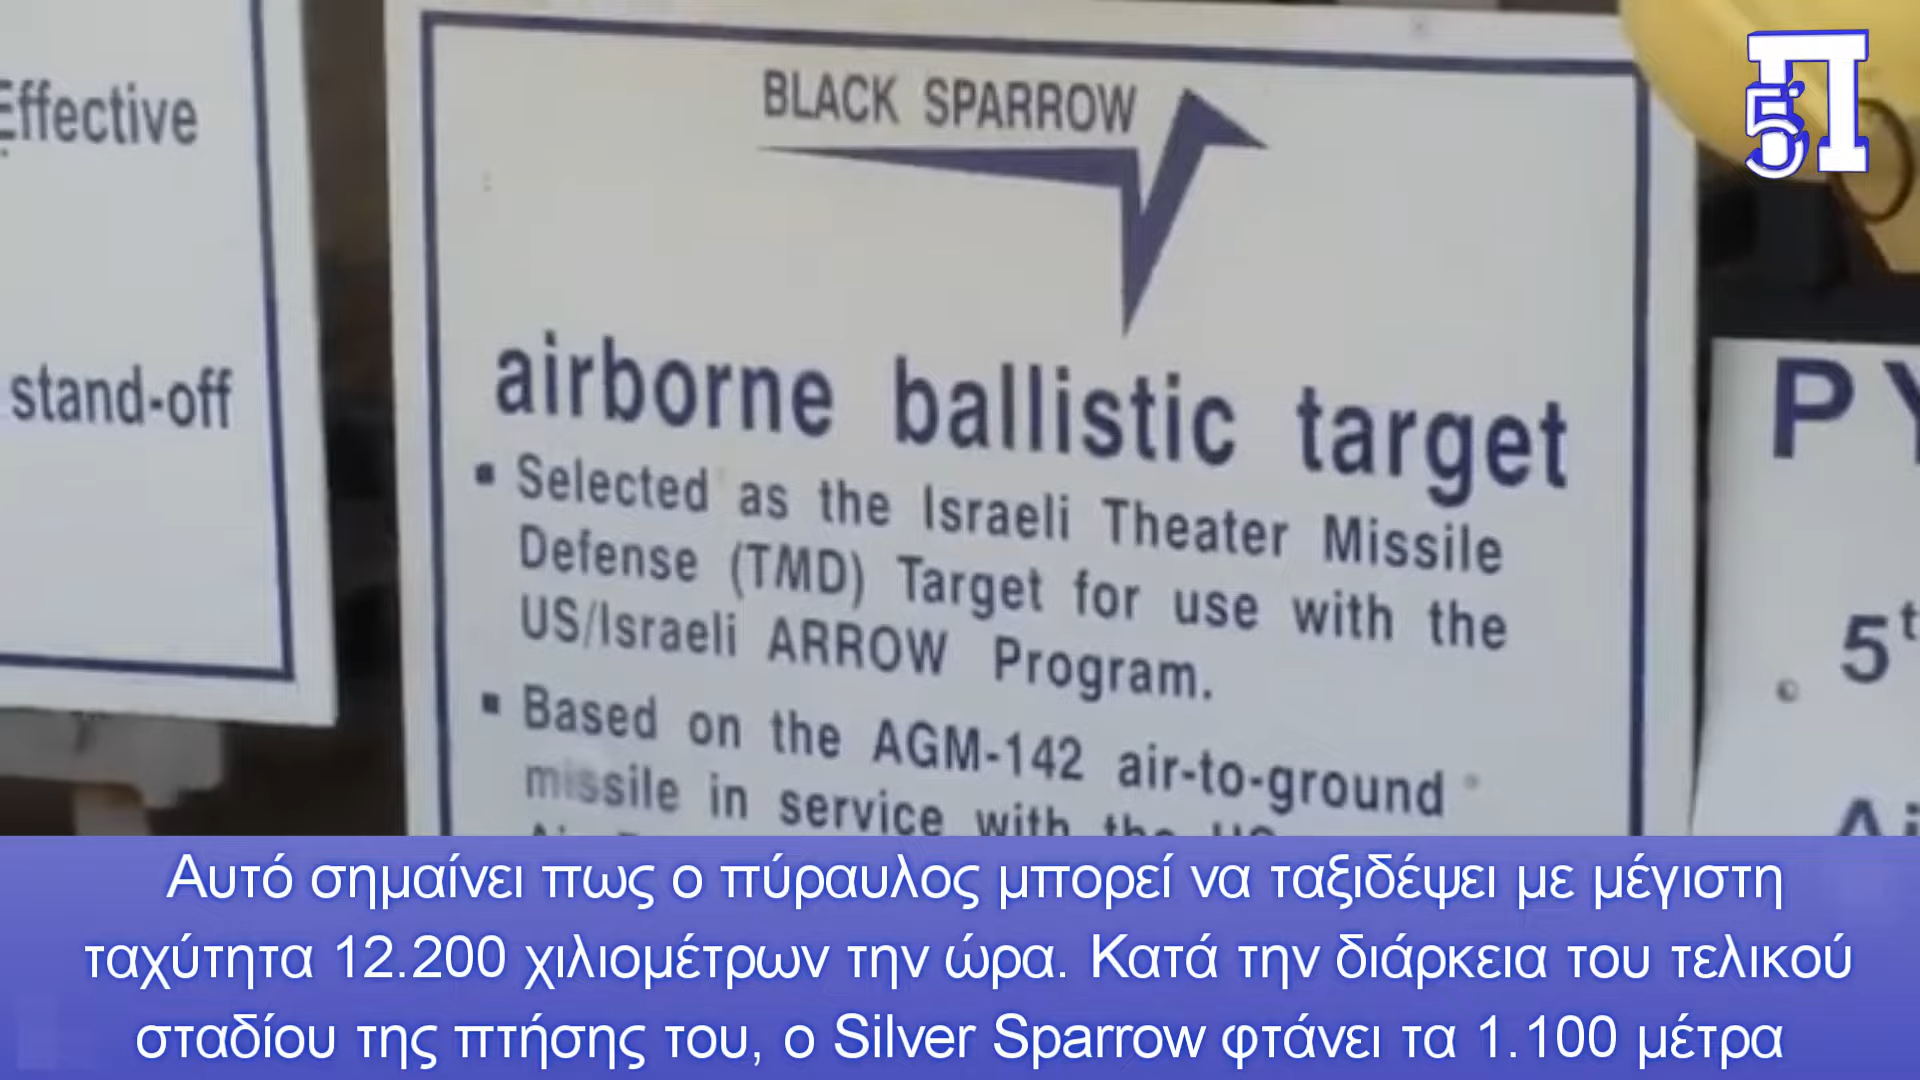 Effective
stand-off
BLACK SPARROW
airborne ballistic target
▪ Selected as the Israeli Theater Missile
Defense (TMD) Target for use with the
US/Israeli ARROW Program.
▪ Based on the AGM-142 air-to-ground
missile in service with the US
5Π
Αυτό σημαίνει πως ο πύραυλος μπορεί να ταξιδέψει με μέγιστη
ταχύτητα 12.200 χιλιομέτρων την ώρα. Κατά την διάρκεια του τελικού
σταδίου της πτήσης του, ο Silver Sparrow φτάνει τα 1.100 μέτρα